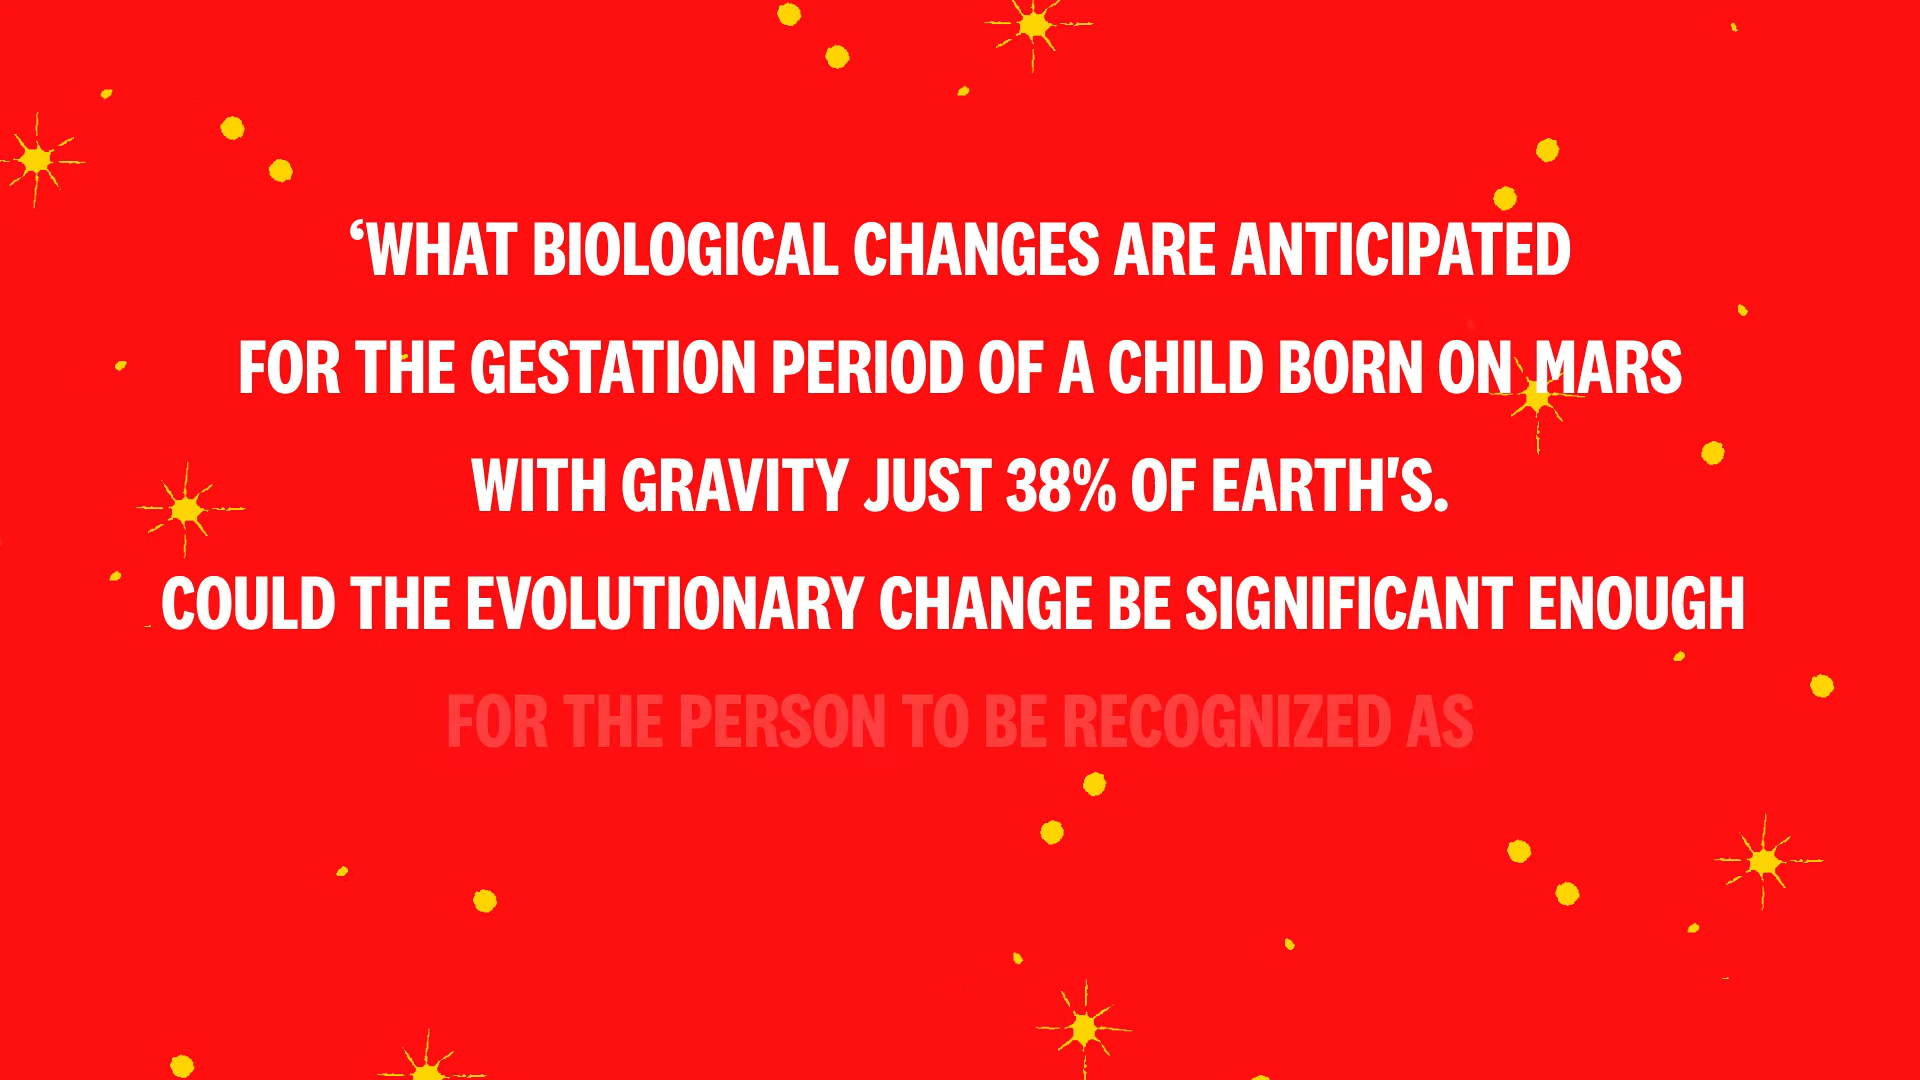 ‘WHAT BIOLOGICAL CHANGES ARE ANTICIPATED
FOR THE GESTATION PERIOD OF A CHILD BORN ON MARS
WITH GRAVITY JUST 38% OF EARTH'S.
COULD THE EVOLUTIONARY CHANGE BE SIGNIFICANT ENOUGH
FOR THE PERSON TO BE RECOGNIZED AS